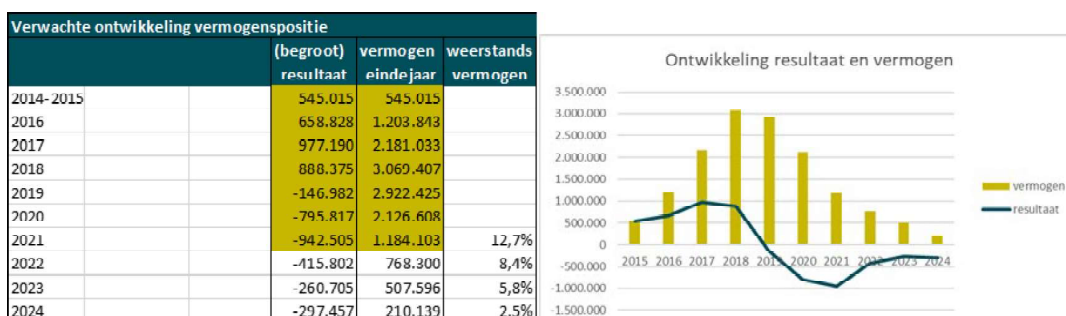 Verwachte ontwikkeling vermogenspositie
(begroot) vermogen weerstands
resultaat eindejaar vermogen
2014-2015 545.015 545.015
2016 658.828 1.203.843
2017 977.190 2.181.033
2018 888.375 3.069.407
2019 -146.982 2.922.425
2020 -795.817 2.126.608
2021 -942.505 1.184.103 12,7%
2022 -415.802 768.300 8,4%
2023 -260.705 507.596 5,8%
2024 -297.457 210.139 2,5%
Ontwikkeling resultaat en vermogen
3.500.000
3.000.000
2.500.000
2.000.000
1.500.000
1.000.000
500.000
0
-500.000
-1.000.000
-1.500.000
2015 2016 2017 2018 2019 2020 2021 2022 2023 2024
vermogen
resultaat